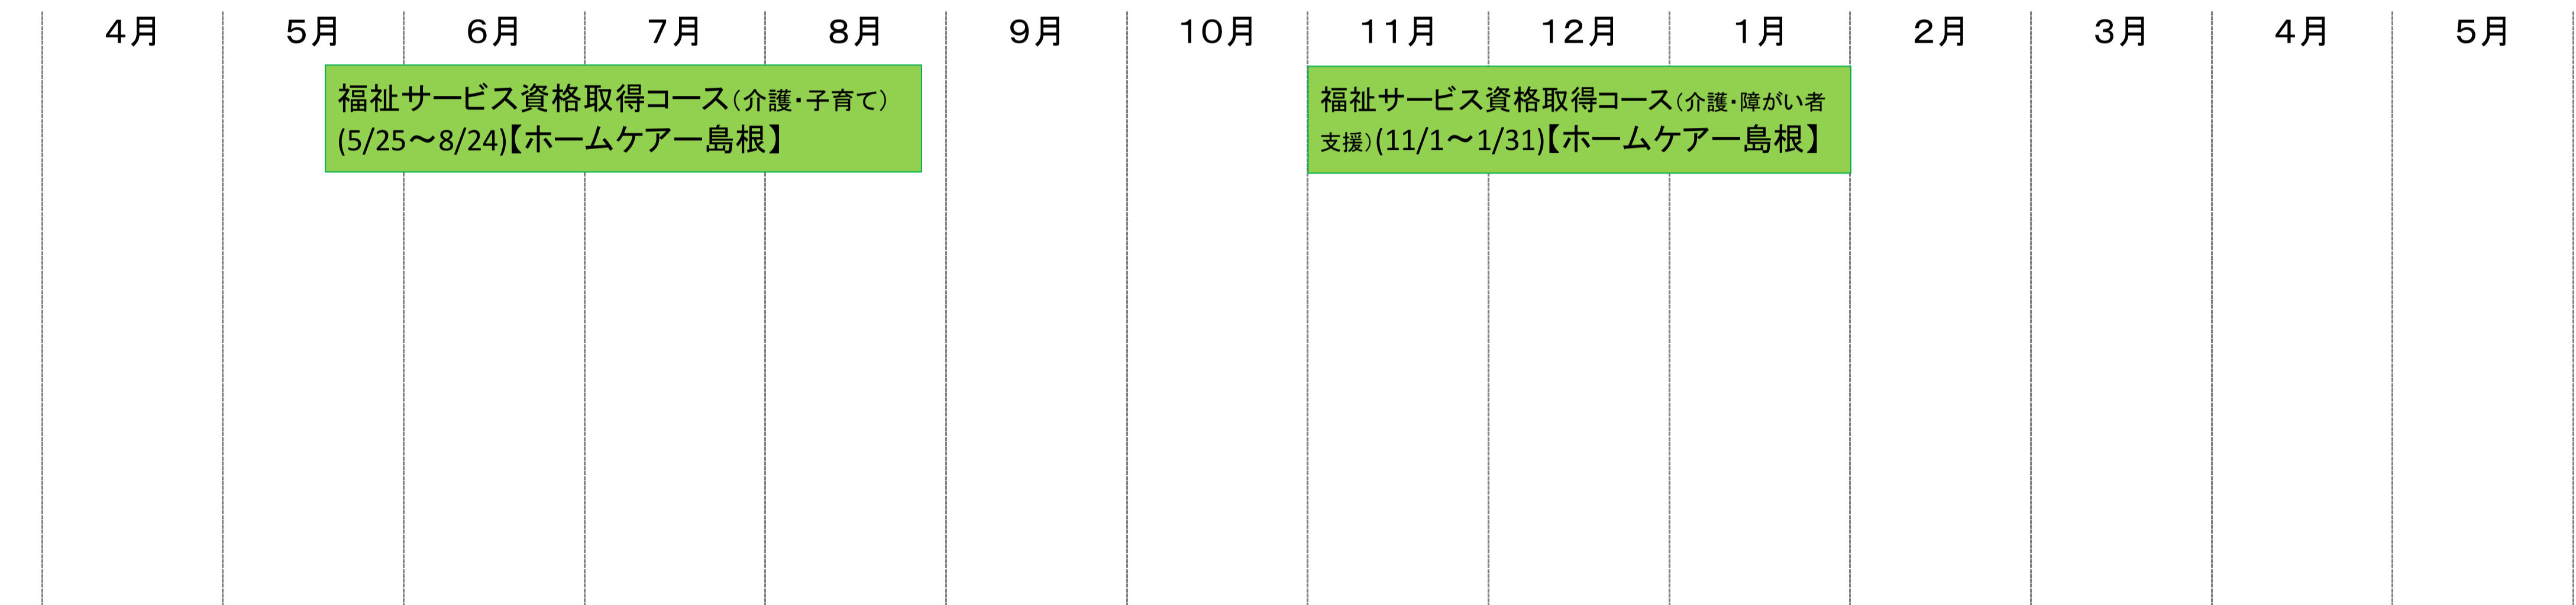 ４月 ５月 ６月 ７月 ８月 ９月 １０月 １１月 １２月 １月 ２月 ３月 ４月 ５月
福祉サービス資格取得コース（介護・子育て）
(5/25～8/24)【ホームケアー島根】
福祉サービス資格取得コース（介護・障がい者
支援）(11/1～1/31)【ホームケアー島根】